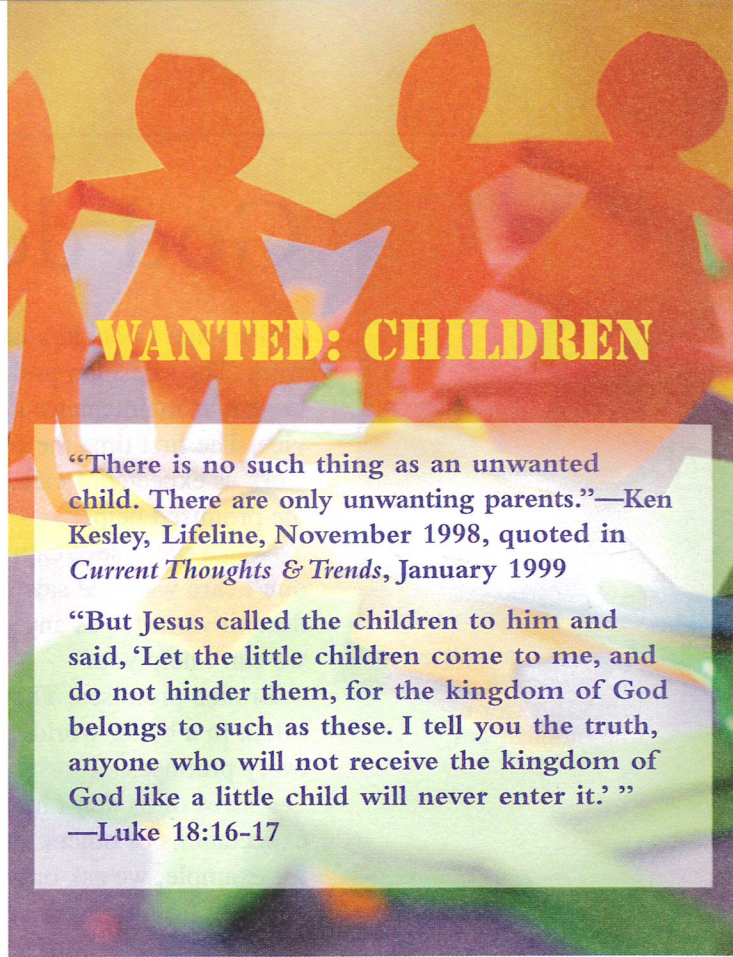 WANTED: CHILDREN
“There is no such thing as an unwanted
child. There are only unwanting parents.”—Ken
Kesley, Lifeline, November 1998, quoted in
Current Thoughts & Trends, January 1999
“But Jesus called the children to him and
said, ‘Let the little children come to me, and
do not hinder them, for the kingdom of God
belongs to such as these. I tell you the truth,
anyone who will not receive the kingdom of
God like a little child will never enter it.’ ”
—Luke 18:16-17